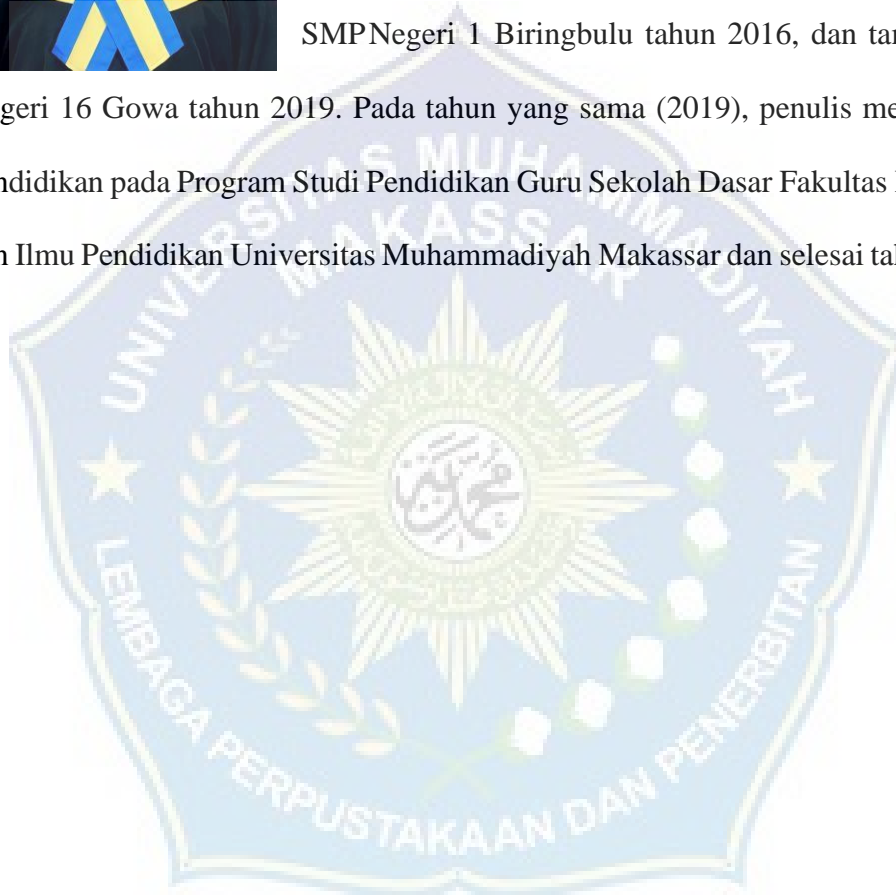 SMP Negeri 1 Biringbulu tahun 2016, dan ta
geri 16 Gowa tahun 2019. Pada tahun yang sama (2019), penulis me
ndidikan pada Program Studi Pendidikan Guru Sekolah Dasar Fakultas
n Ilmu Pendidikan Universitas Muhammadiyah Makassar dan selesai ta
UNIVERSITAS MUHAMMADIYAH
MAKASSAR
LEMBAGA PERPUSTAKAAN DAN PENERBITAN